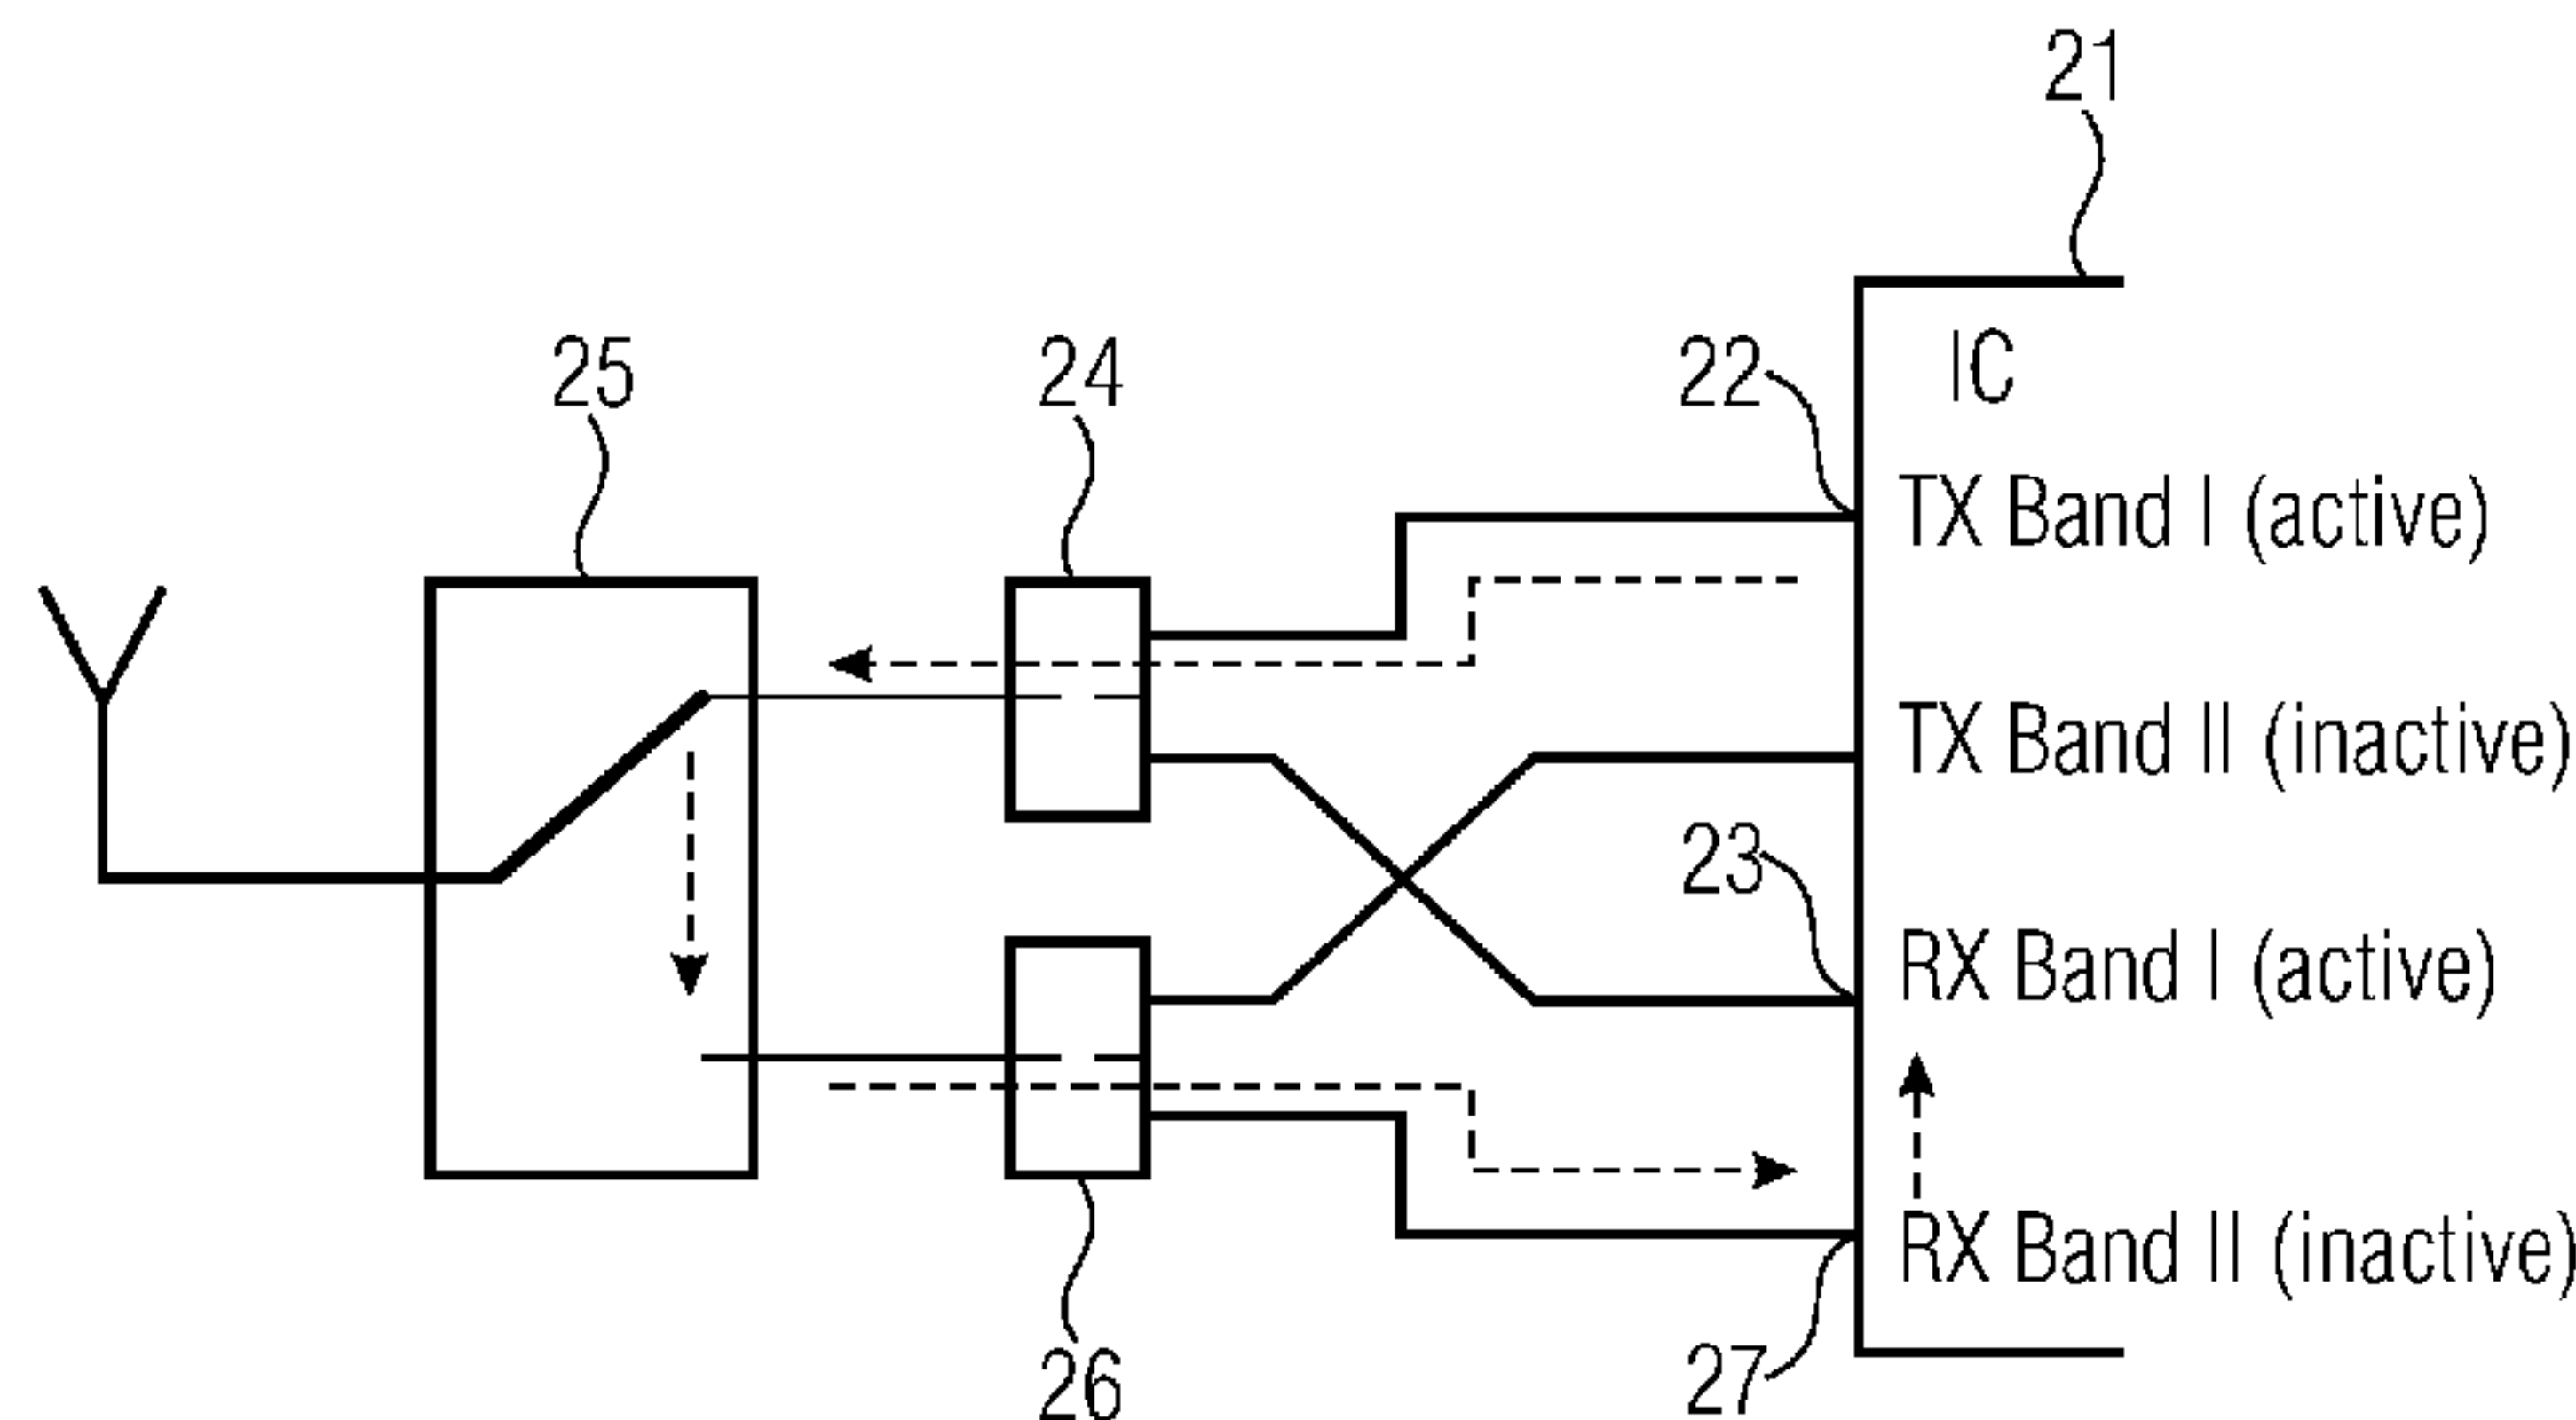 21
25
24
22
IC
TX Band I (active)
TX Band II (inactive)
23
RX Band I (active)
RX Band II (inactive)
26
27